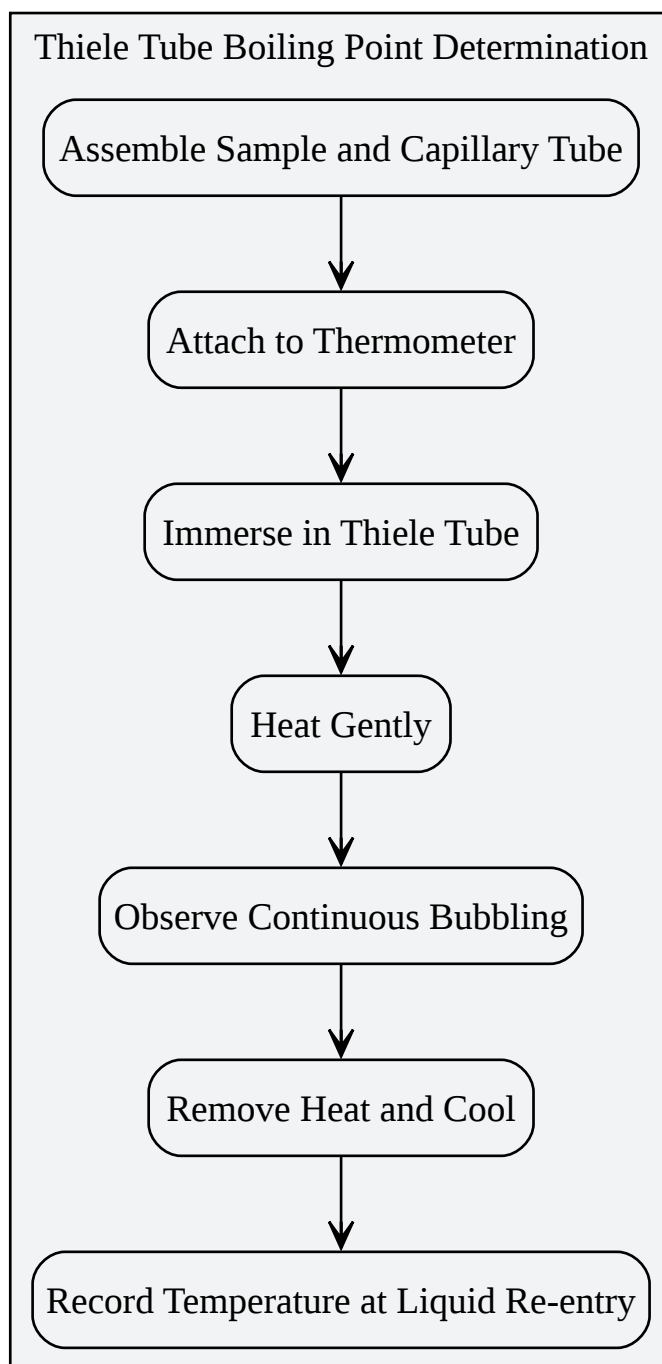 Thiele Tube Boiling Point Determination
Assemble Sample and Capillary Tube
Attach to Thermometer
Immerse in Thiele Tube
Heat Gently
Observe Continuous Bubbling
Remove Heat and Cool
Record Temperature at Liquid Re-entry